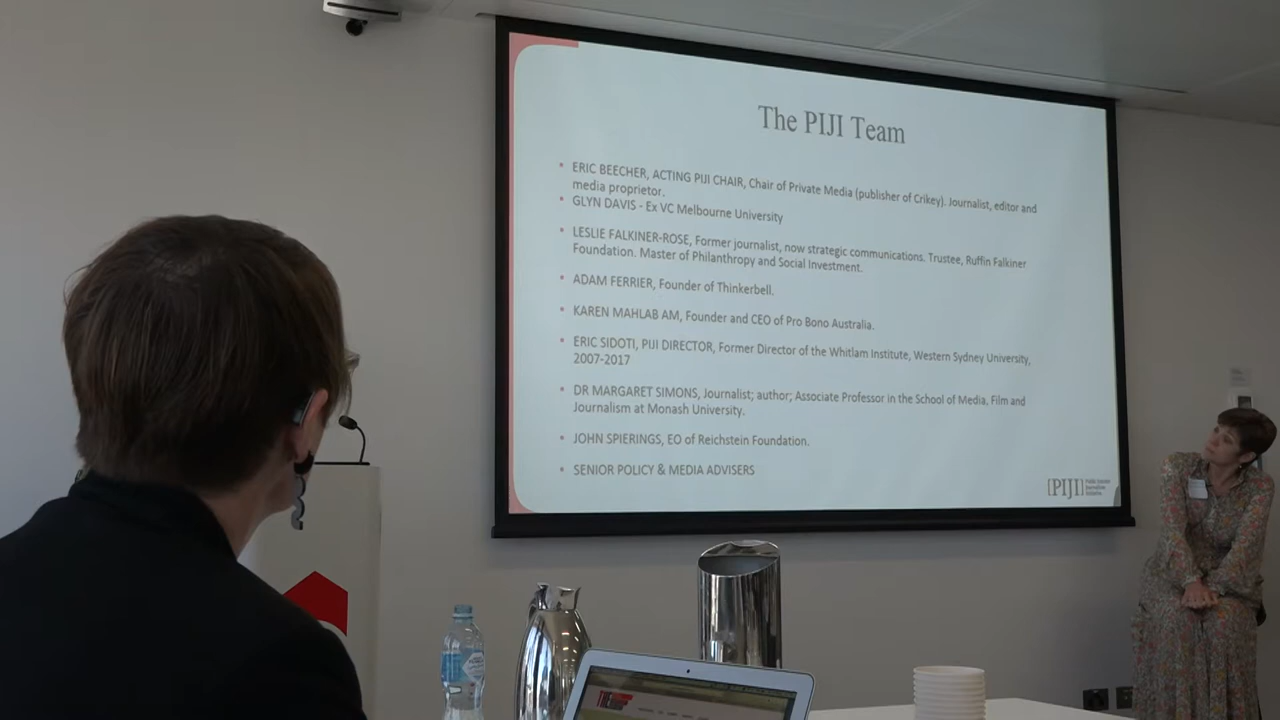 The PIJI Team
ERIC BEECHER, ACTING PIJI CHAIR, Chair of Private Media (publisher of Crikey). Journalist, editor and
media proprietor.
GLYN DAVIS - Ex VC Melbourne University
LESLIE FALKINER-ROSE, Former journalist, now strategic communications. Trustee, Ruffin Falkiner
Foundation. Master of Philanthropy and Social Investment.
ADAM FERRIER, Founder of Thinkerbell.
KAREN MAHLAB AM, Founder and CEO of Pro Bono Australia.
ERIC SIDOTI, PIJI DIRECTOR, Former Director of the Whitlam Institute, Western Sydney University,
2007-2017
DR MARGARET SIMONS, Journalist; author; Associate Professor in the School of Media, Film and
Journalism at Monash University.
JOHN SPIERINGS, EO of Reichstein Foundation.
SENIOR POLICY & MEDIA ADVISERS
[PIJI] Public Interest
Journalism
Initiative